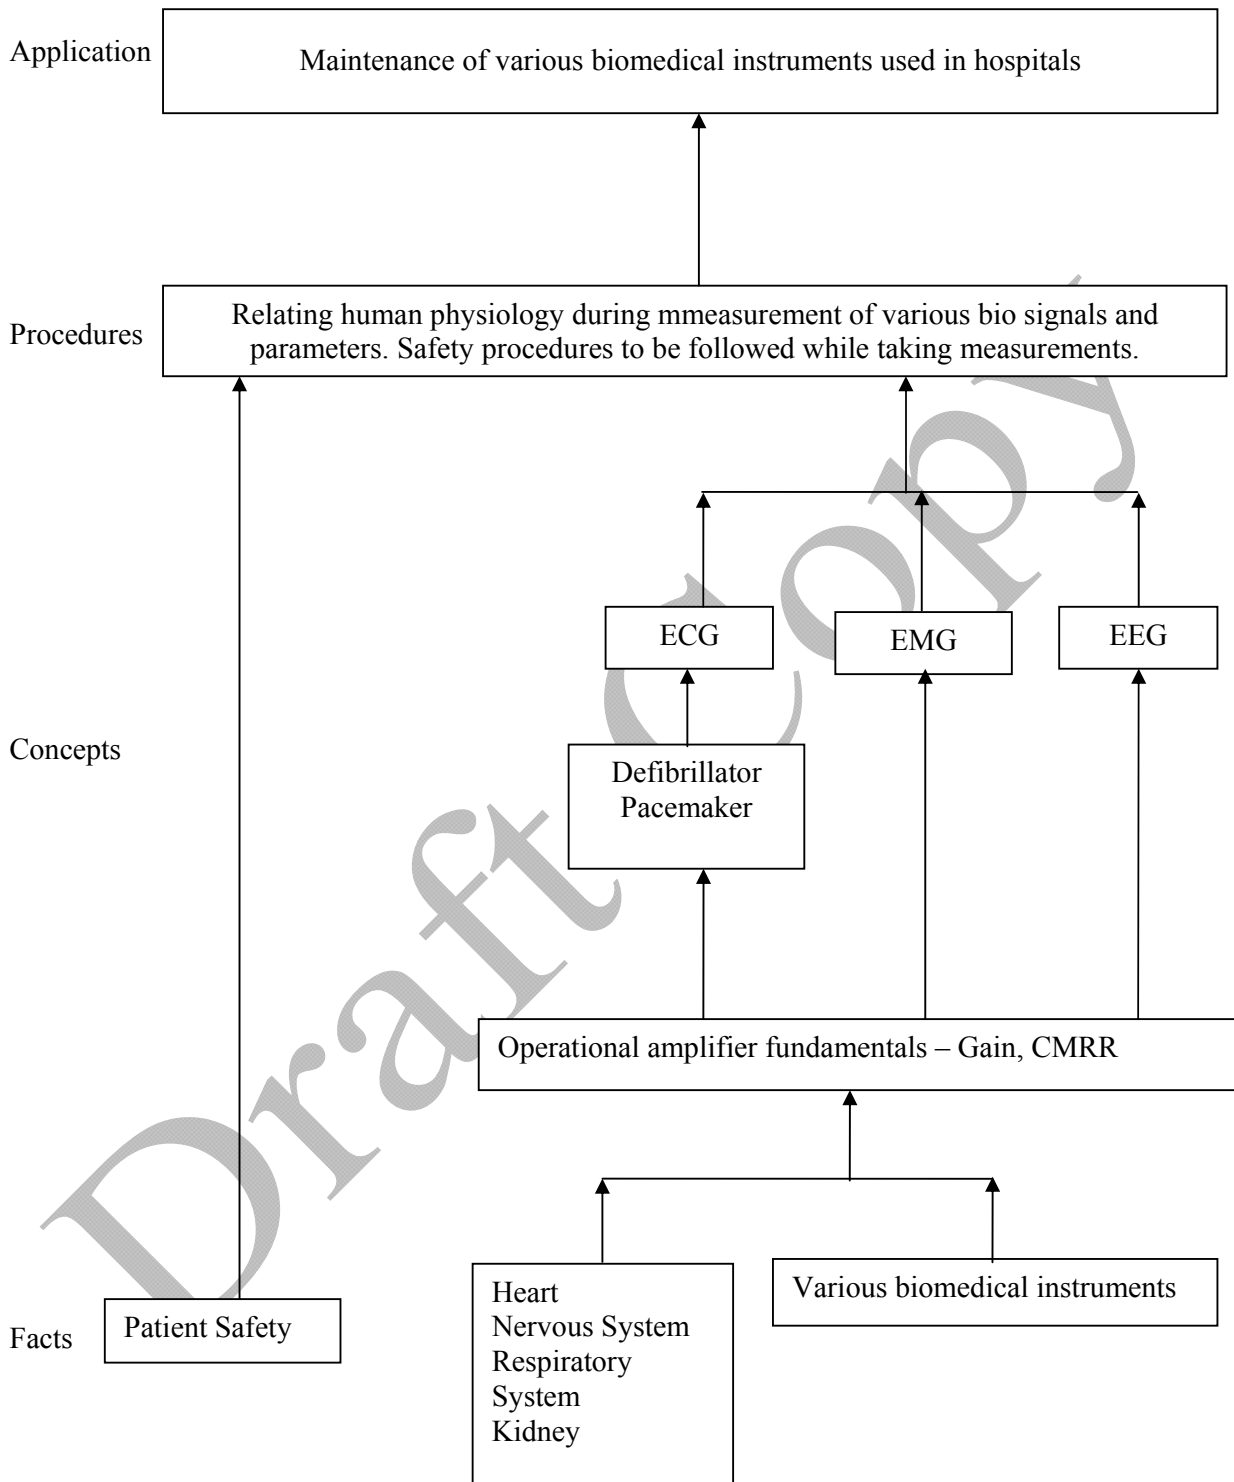 Application
Maintenance of various biomedical instruments used in hospitals
Procedures
Relating human physiology during mmeasurement of various bio signals and
parameters. Safety procedures to be followed while taking measurements.
ECG
EMG
EEG
Concepts
Defibrillator
Pacemaker
Operational amplifier fundamentals – Gain, CMRR
Heart
Nervous System
Respiratory
System
Kidney
Various biomedical instruments
Facts
Patient Safety
Draft Copy